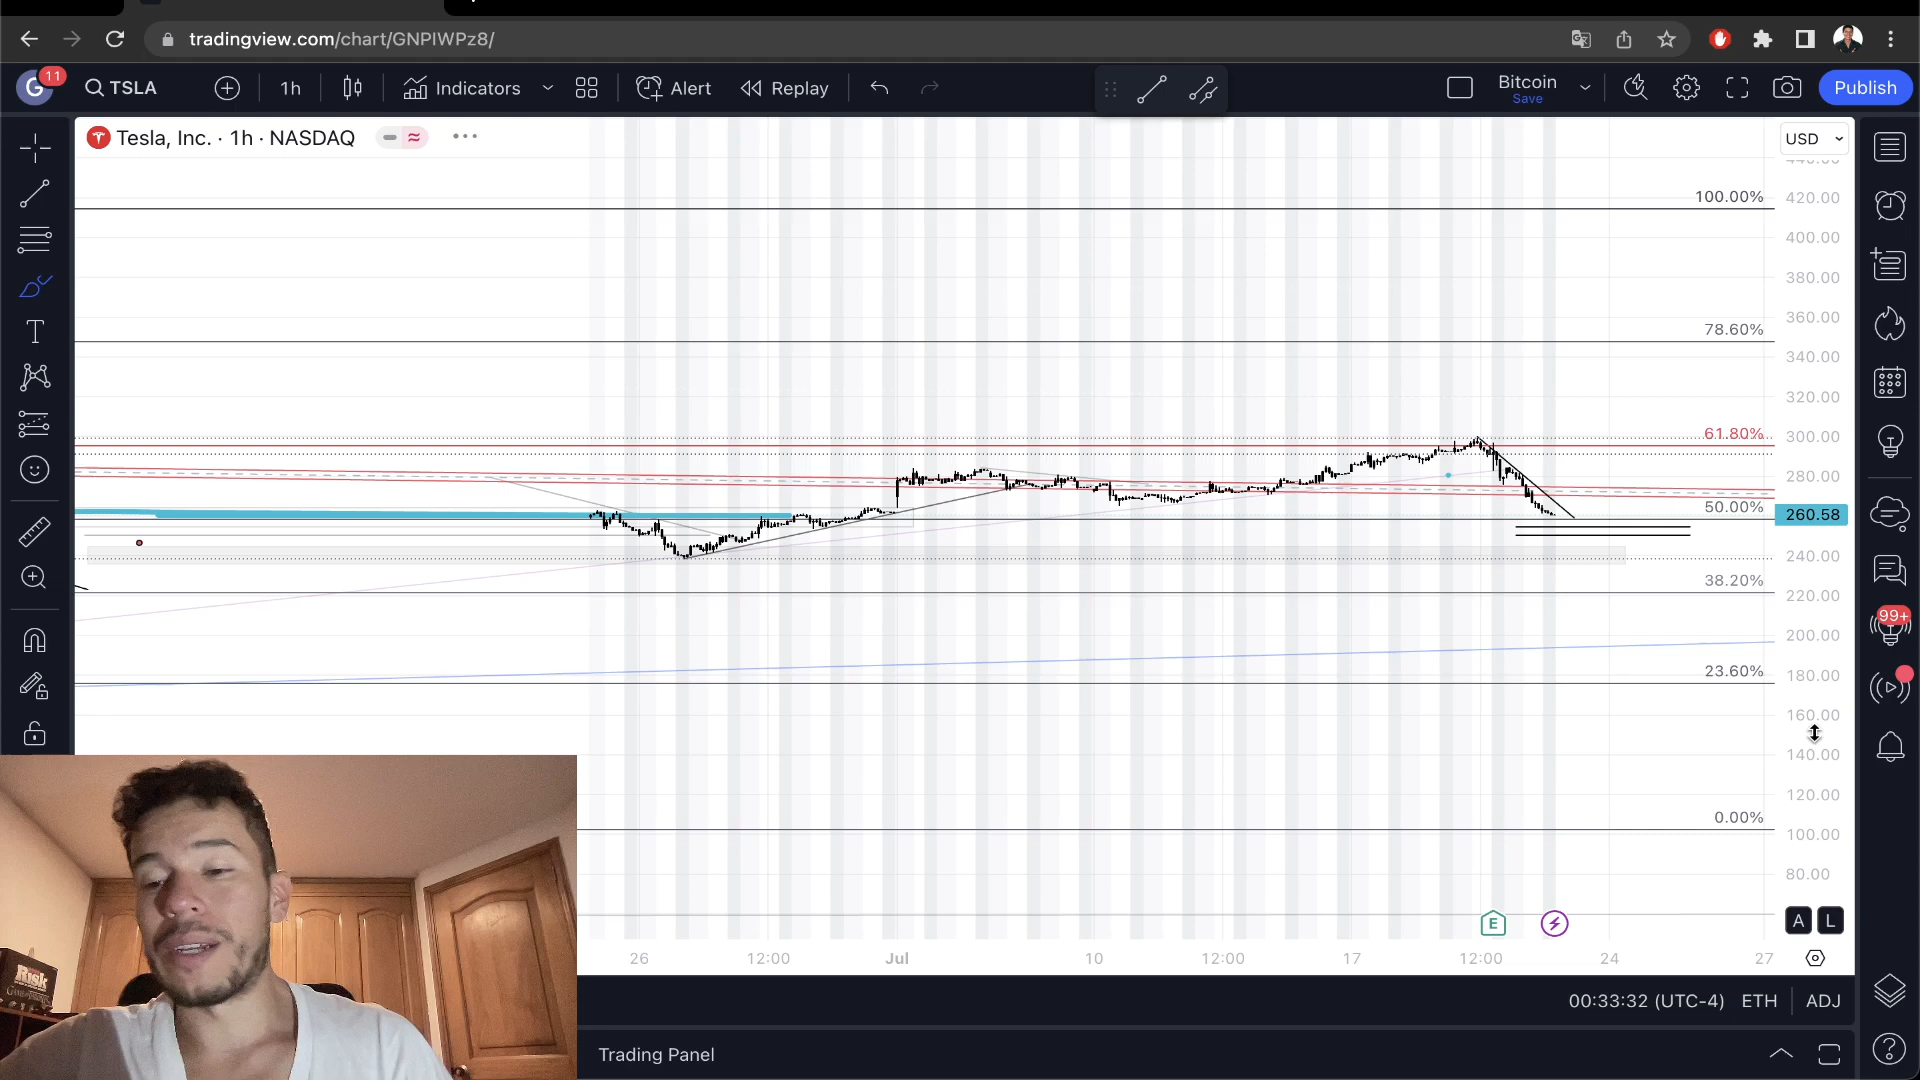 tradingview.com/chart/GNPIWPz8/
G 11 TSLA 1h Indicators Alert Replay Bitcoin Save Publish
Tesla, Inc. · 1h · NASDAQ
USD
100.00%
78.60%
61.80%
50.00%
38.20%
23.60%
0.00%
420.00
400.00
380.00
360.00
340.00
320.00
300.00
280.00
260.58
240.00
220.00
200.00
180.00
160.00
140.00
120.00
100.00
80.00
99+
T
E
A L
26 12:00 Jul 10 12:00 17 12:00 24 27
00:33:32 (UTC-4) ETH ADJ
Trading Panel
Risk